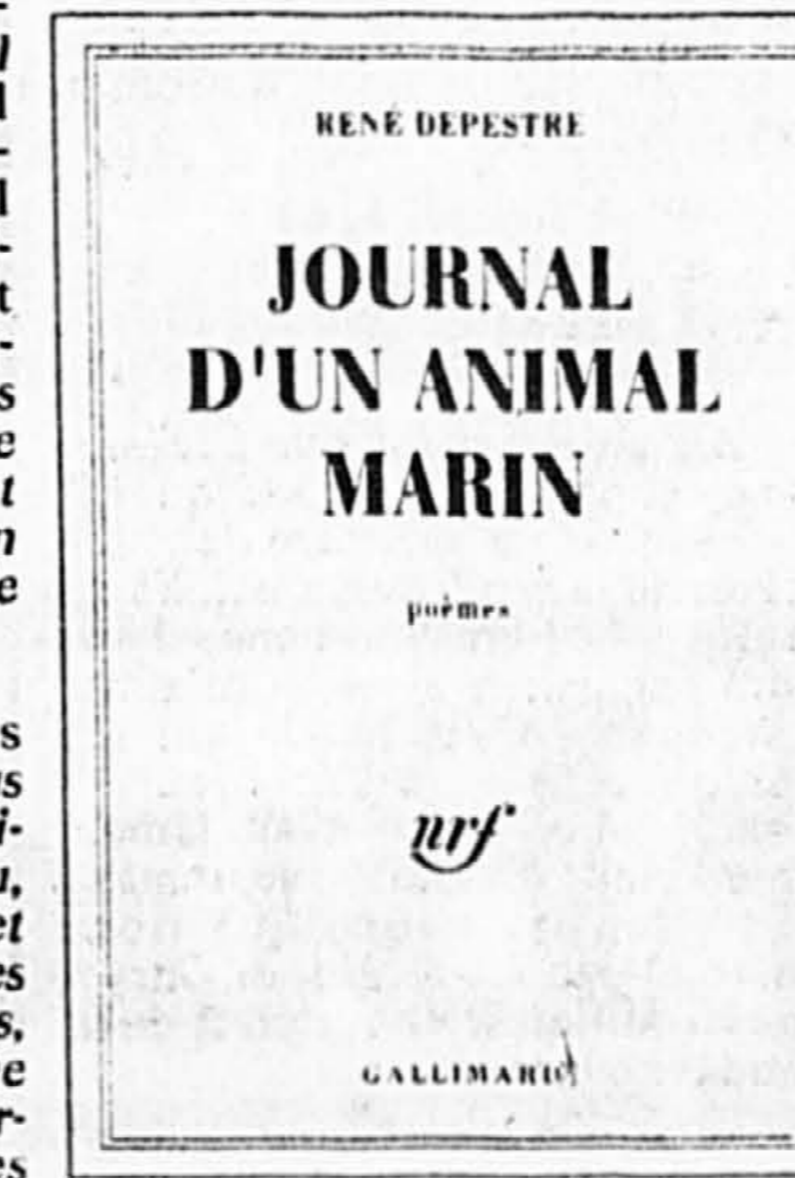 RENÉ DEPESTRE
JOURNAL
D'UN ANIMAL
MARIN
poèmes
nrf
GALLIMARD